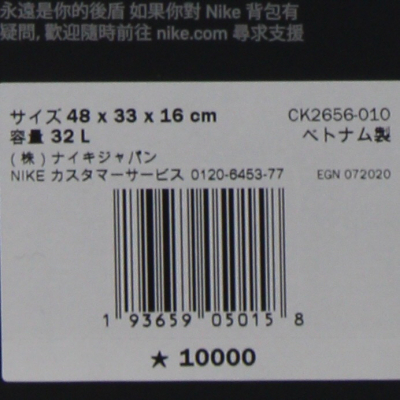 永遠是你的後盾 如果你對 Nike 背包有
疑問, 歡迎隨時前往 nike.com 尋求支援
サイズ 48 x 33 x 16 cm CK2656-010
容量 32 L ベトナム製
(株) ナイキジャパン
NIKE カスタマーサービス 0120-6453-77 EGN 072020
1 93659 05015 8
★ 10000